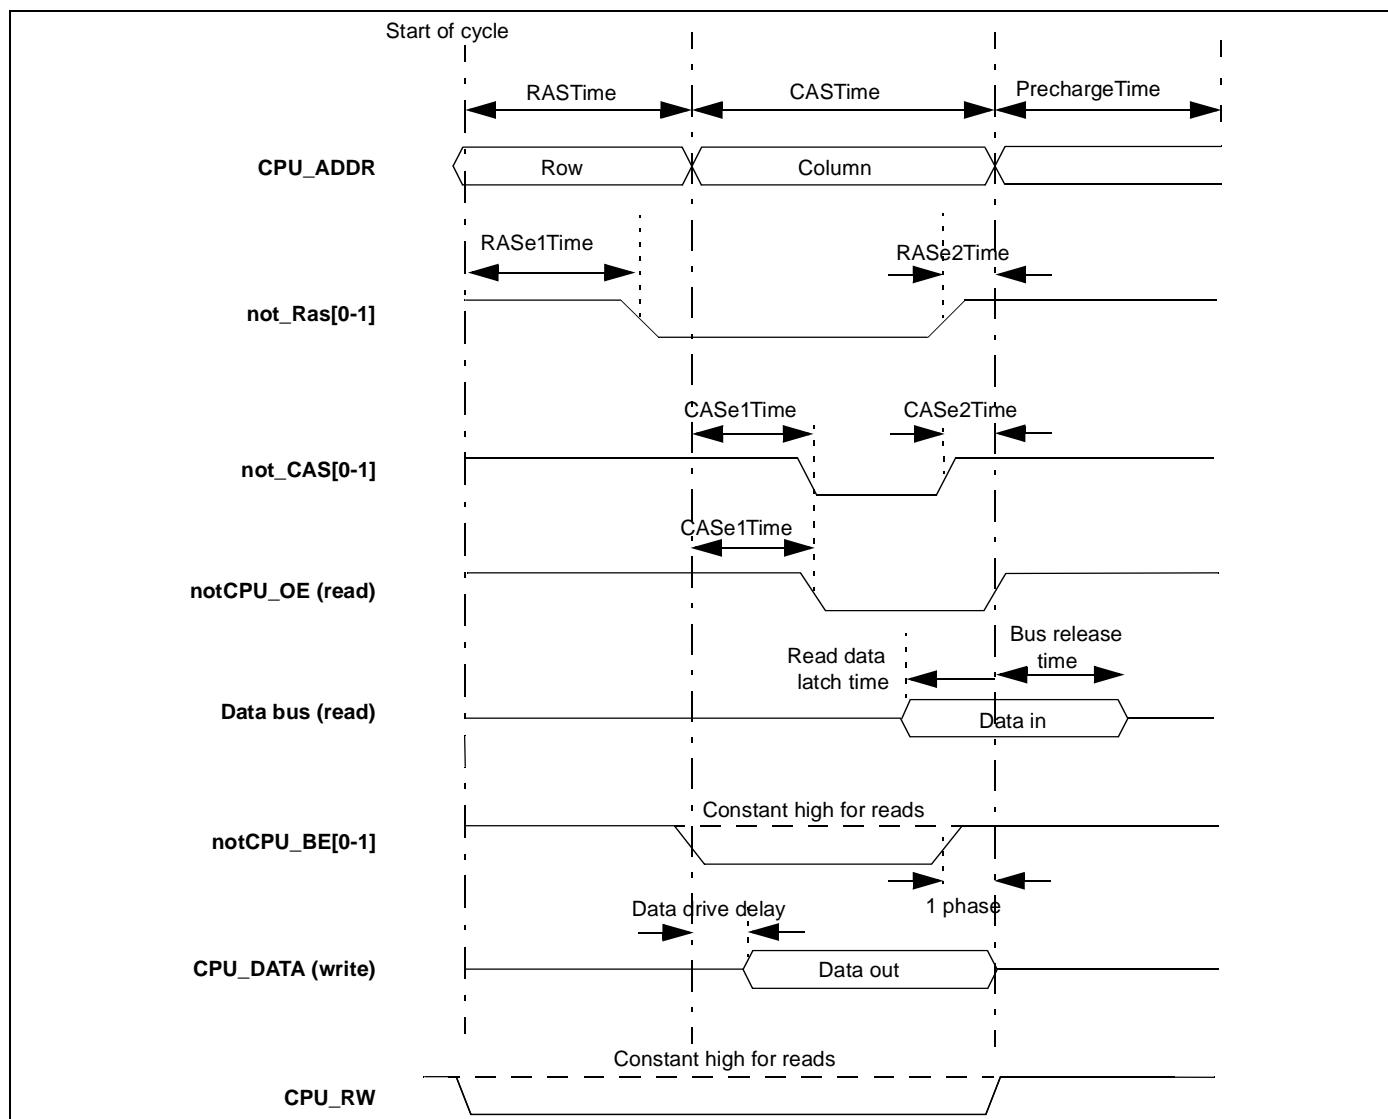 Start of cycle
RASTime
CASTime
PrechargeTime
CPU_ADDR
Row
Column
RASe1Time
RASe2Time
not_Ras[0-1]
CASe1Time
CASe2Time
not_CAS[0-1]
CASe1Time
notCPU_OE (read)
Read data
latch time
Bus release
time
Data bus (read)
Data in
Constant high for reads
notCPU_BE[0-1]
1 phase
Data drive delay
CPU_DATA (write)
Data out
Constant high for reads
CPU_RW